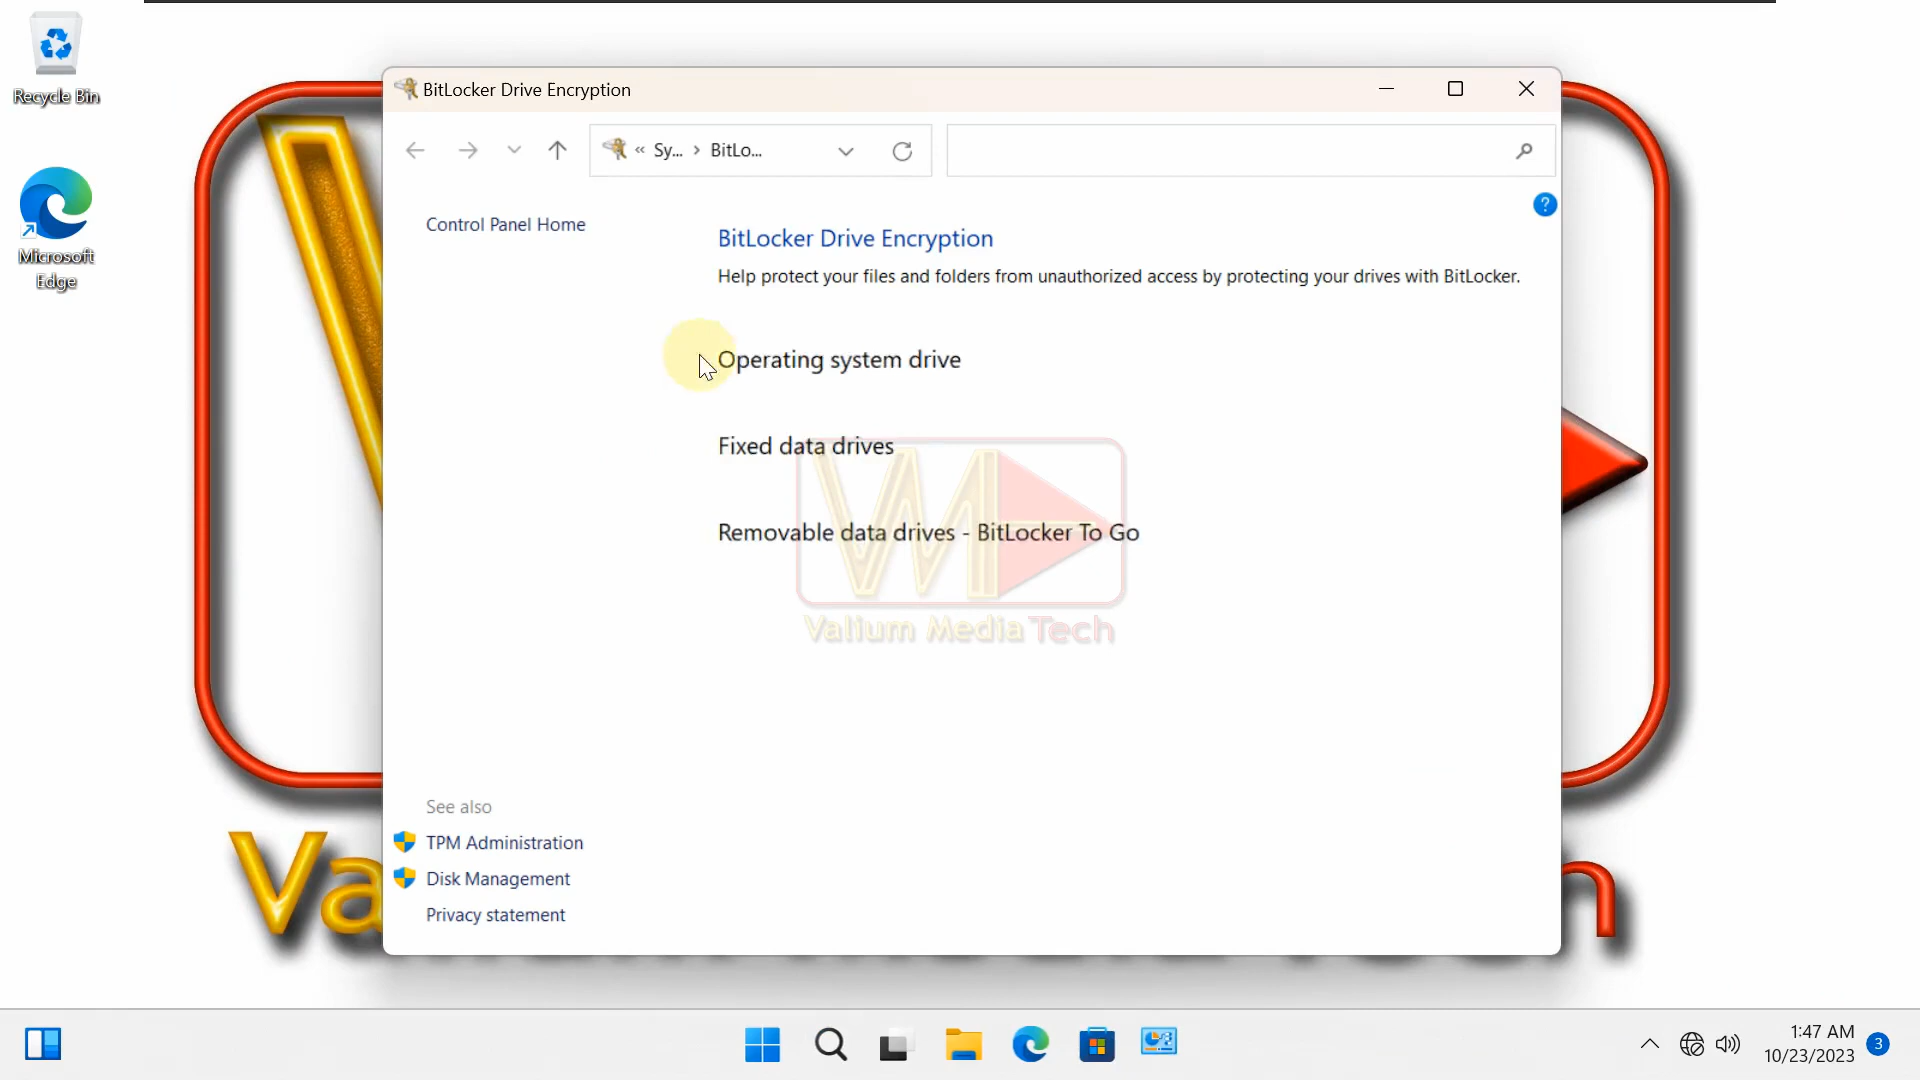 Recycle Bin
Microsoft
Edge
BitLocker Drive Encryption
« Sy... › BitLo...
?
Control Panel Home
BitLocker Drive Encryption
Help protect your files and folders from unauthorized access by protecting your drives with BitLocker.
Operating system drive
Fixed data drives
Removable data drives - BitLocker To Go
Valium Media Tech
See also
TPM Administration
Disk Management
Privacy statement
1:47 AM
10/23/2023
3